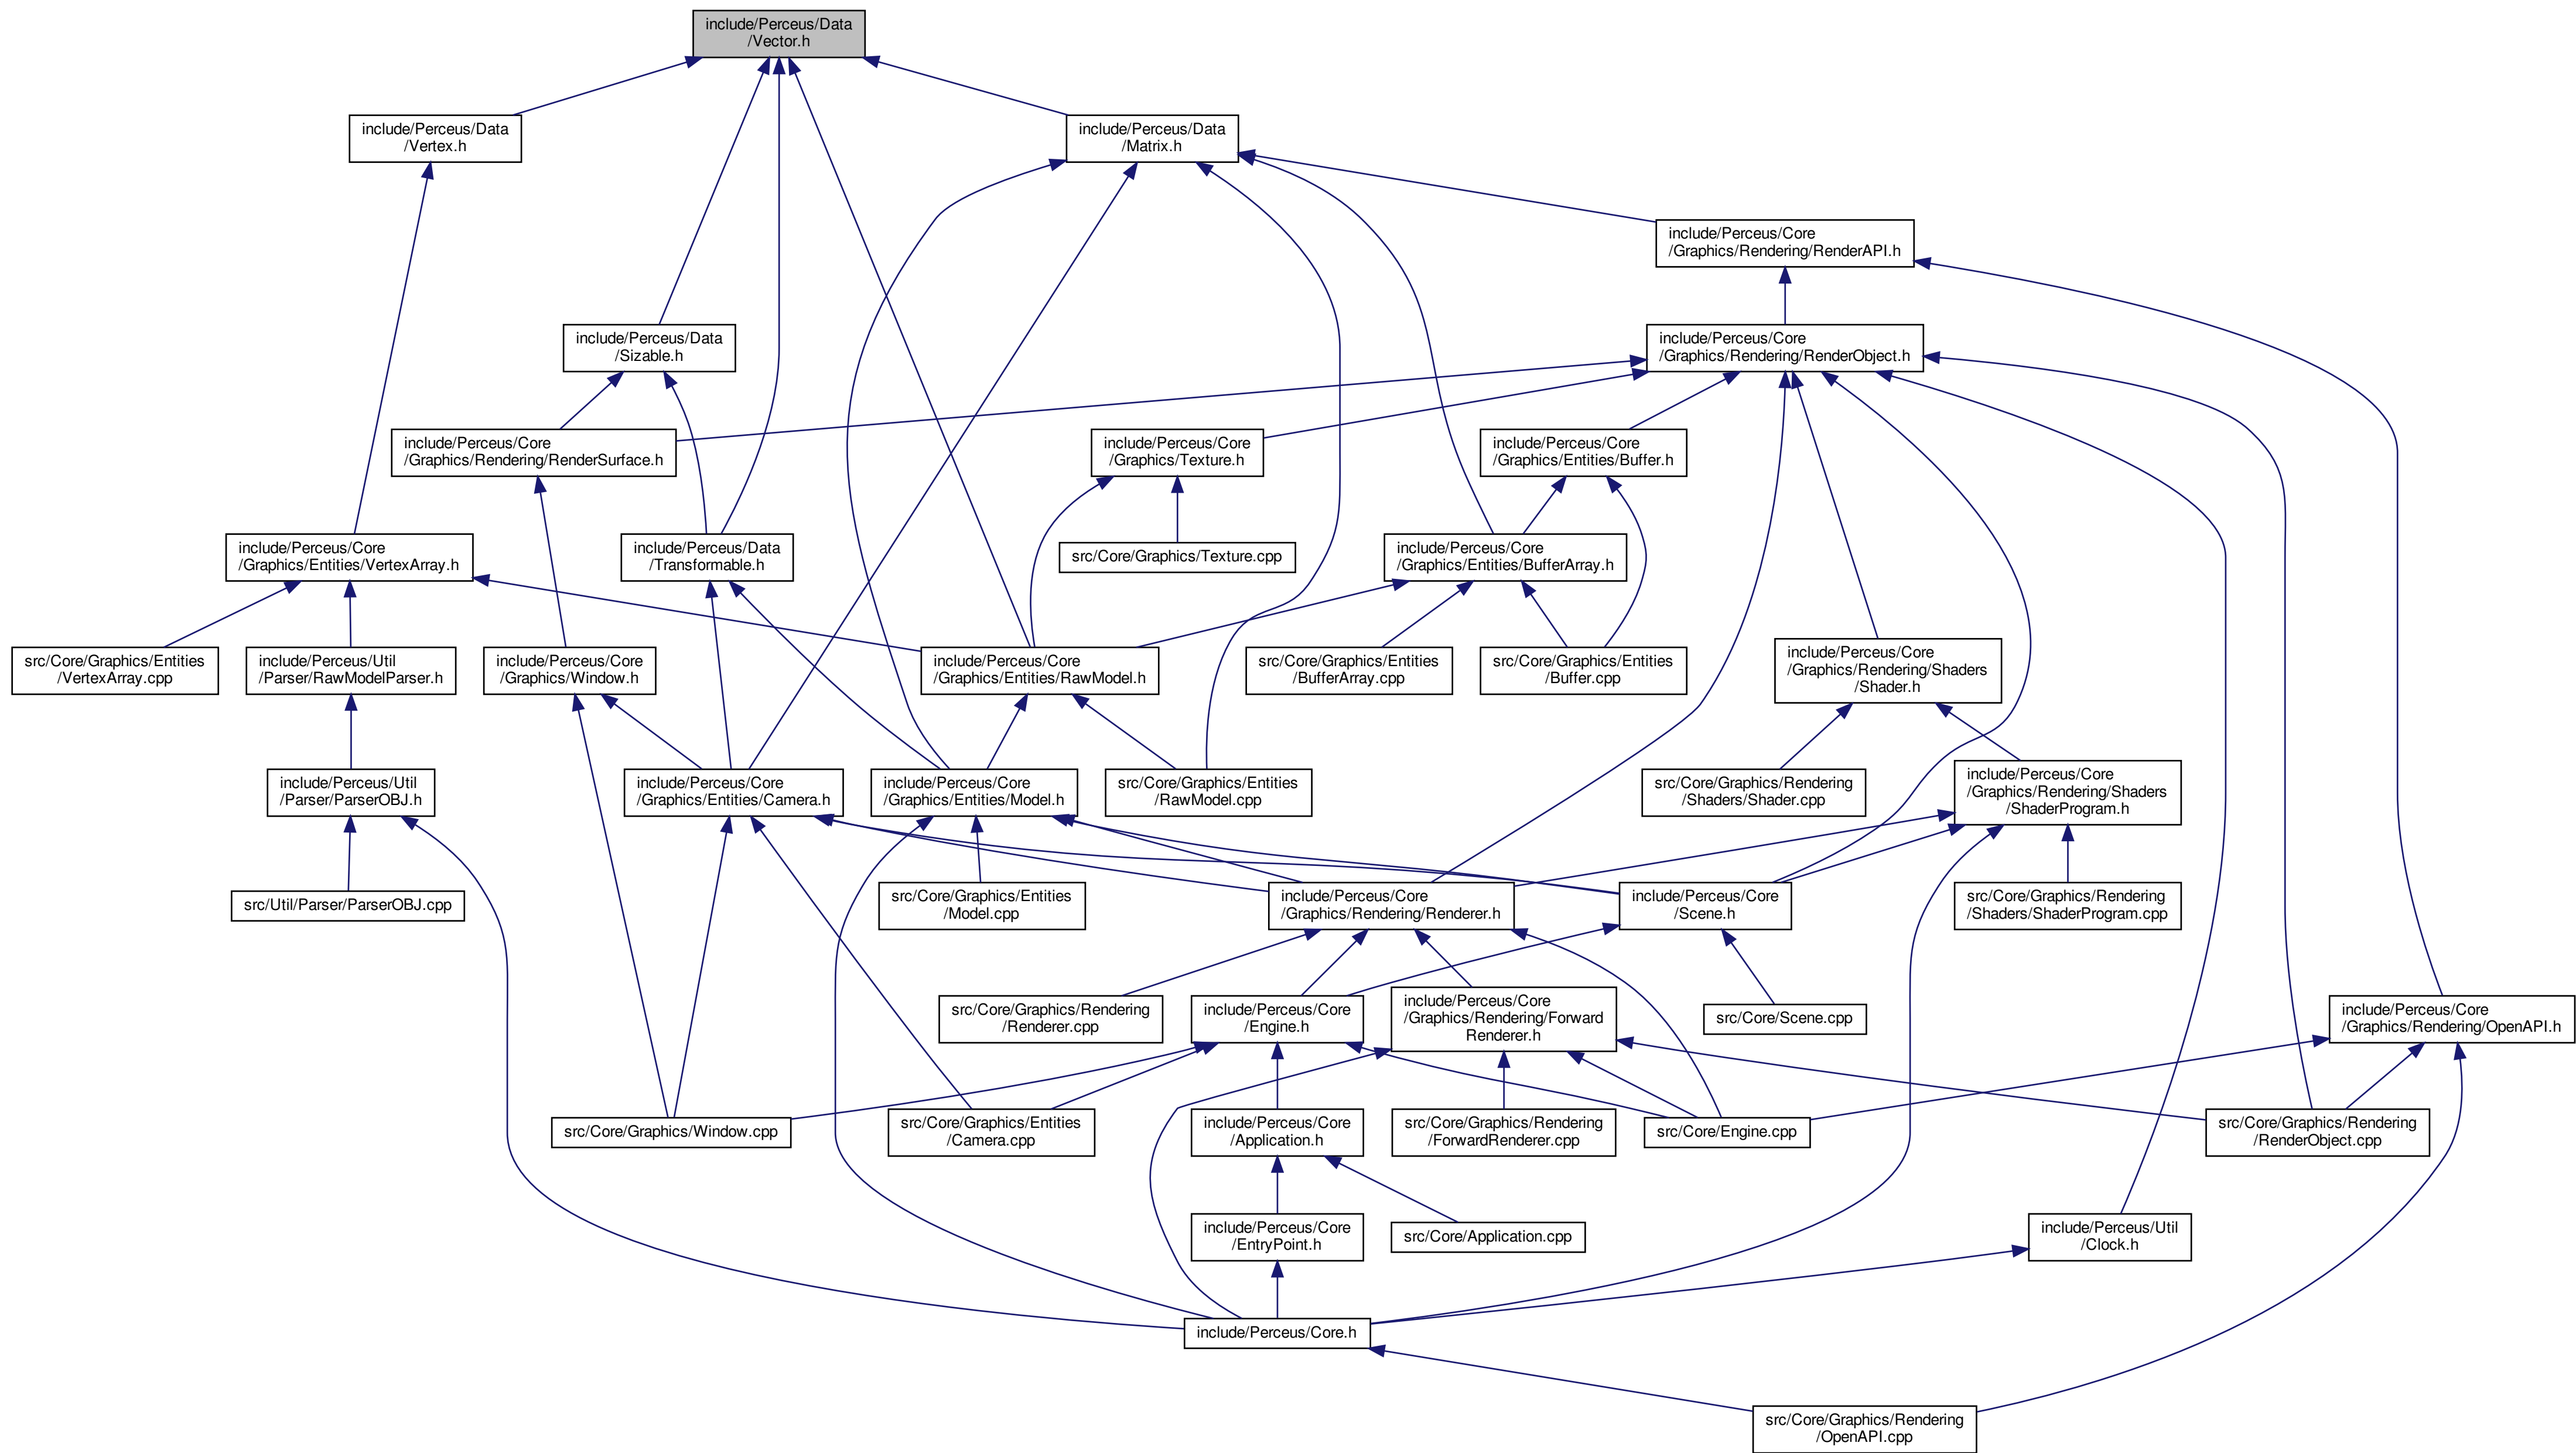 include/Perceus/Data
/Vector.h
include/Perceus/Data
/Vertex.h
include/Perceus/Data
/Matrix.h
include/Perceus/Core
/Graphics/Rendering/RenderAPI.h
include/Perceus/Data
/Sizable.h
include/Perceus/Core
/Graphics/Rendering/RenderObject.h
include/Perceus/Core
/Graphics/Rendering/RenderSurface.h
include/Perceus/Core
/Graphics/Texture.h
include/Perceus/Core
/Graphics/Entities/Buffer.h
include/Perceus/Core
/Graphics/Entities/VertexArray.h
include/Perceus/Data
/Transformable.h
src/Core/Graphics/Texture.cpp
include/Perceus/Core
/Graphics/Entities/BufferArray.h
src/Core/Graphics/Entities
/VertexArray.cpp
include/Perceus/Util
/Parser/RawModelParser.h
include/Perceus/Core
/Graphics/Window.h
include/Perceus/Core
/Graphics/Entities/RawModel.h
src/Core/Graphics/Entities
/BufferArray.cpp
src/Core/Graphics/Entities
/Buffer.cpp
include/Perceus/Core
/Graphics/Rendering/Shaders
/Shader.h
include/Perceus/Util
/Parser/ParserOBJ.h
include/Perceus/Core
/Graphics/Entities/Camera.h
include/Perceus/Core
/Graphics/Entities/Model.h
src/Core/Graphics/Entities
/RawModel.cpp
src/Core/Graphics/Rendering
/Shaders/Shader.cpp
include/Perceus/Core
/Graphics/Rendering/Shaders
/ShaderProgram.h
src/Util/Parser/ParserOBJ.cpp
src/Core/Graphics/Entities
/Model.cpp
include/Perceus/Core
/Graphics/Rendering/Renderer.h
include/Perceus/Core
/Scene.h
src/Core/Graphics/Rendering
/Shaders/ShaderProgram.cpp
src/Core/Graphics/Rendering
/Renderer.cpp
include/Perceus/Core
/Engine.h
include/Perceus/Core
/Graphics/Rendering/Forward
Renderer.h
src/Core/Scene.cpp
include/Perceus/Core
/Graphics/Rendering/OpenAPI.h
src/Core/Graphics/Window.cpp
src/Core/Graphics/Entities
/Camera.cpp
include/Perceus/Core
/Application.h
src/Core/Graphics/Rendering
/ForwardRenderer.cpp
src/Core/Engine.cpp
src/Core/Graphics/Rendering
/RenderObject.cpp
include/Perceus/Core
/EntryPoint.h
src/Core/Application.cpp
include/Perceus/Util
/Clock.h
include/Perceus/Core.h
src/Core/Graphics/Rendering
/OpenAPI.cpp